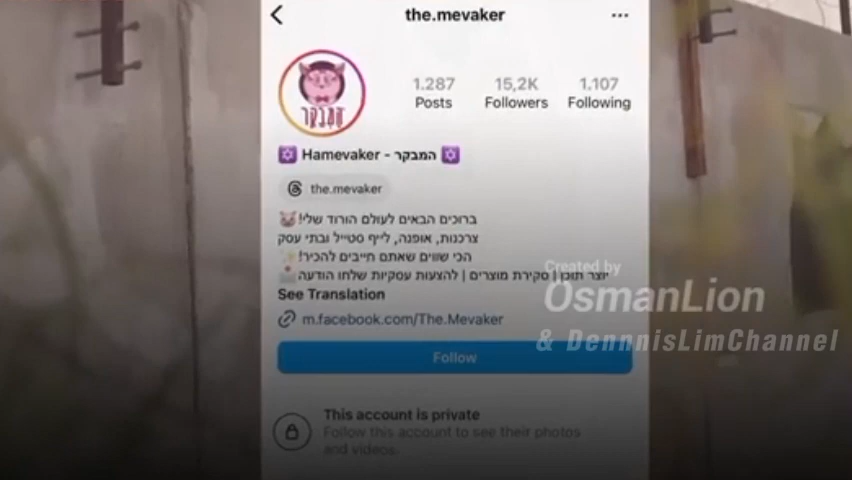 the.mevaker
...
המבקר
1.287 15,2K 1.107
Posts Followers Following
✡ Hamevaker - המבקר ✡
the.mevaker
ברוכים הבאים לעולם הורוד שלי!🐷
צרכנות, אופנה, לייף סטייל ובתי עסק
הכי שווים שאתם חייבים להכיר!✨
יוצר תוכן | סקירת מוצרים | להצעות עסקיות שלחו הודעה📩
See Translation
m.facebook.com/The.Mevaker
Follow
This account is private
Follow this account to see their photos
and videos.
Created by
OsmanLion
& DennnisLimChannel